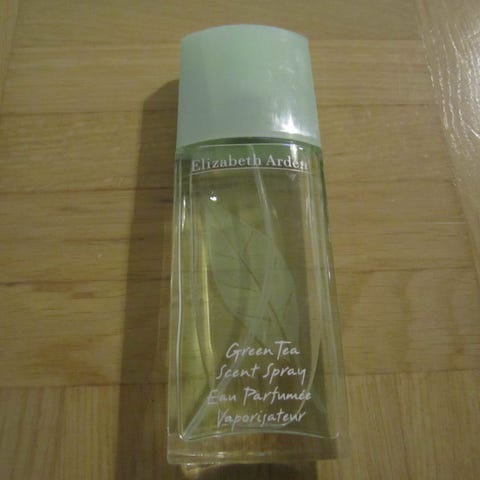 Elizabeth Arden
Green Tea
Scent Spray
Eau Parfumée
Vaporisateur